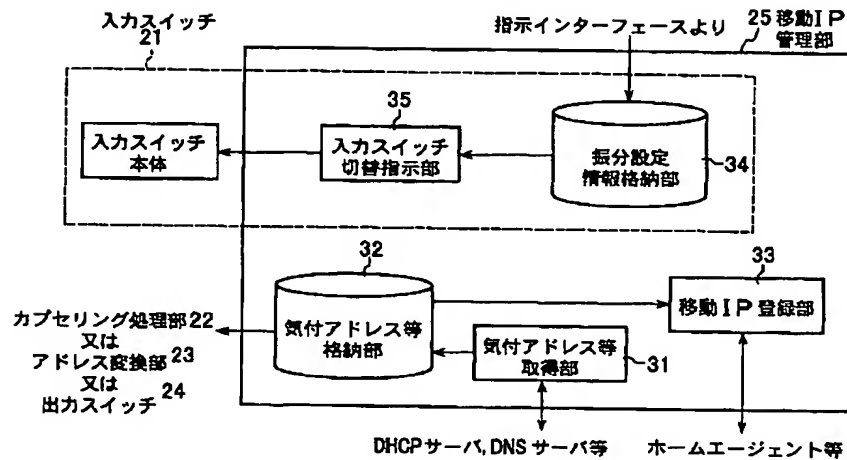 入力スイッチ
21
指示インターフェースより
25 移動IP
管理部
入力スイッチ
本体
35
入力スイッチ
切替指示部
振分設定
情報格納部
34
32
気付アドレス等
格納部
33
移動IP登録部
カプセリング処理部22
又は
アドレス変換部23
又は
出力スイッチ24
気付アドレス等
取得部
31
DHCPサーバ,DNSサーバ等
ホームエージェント等